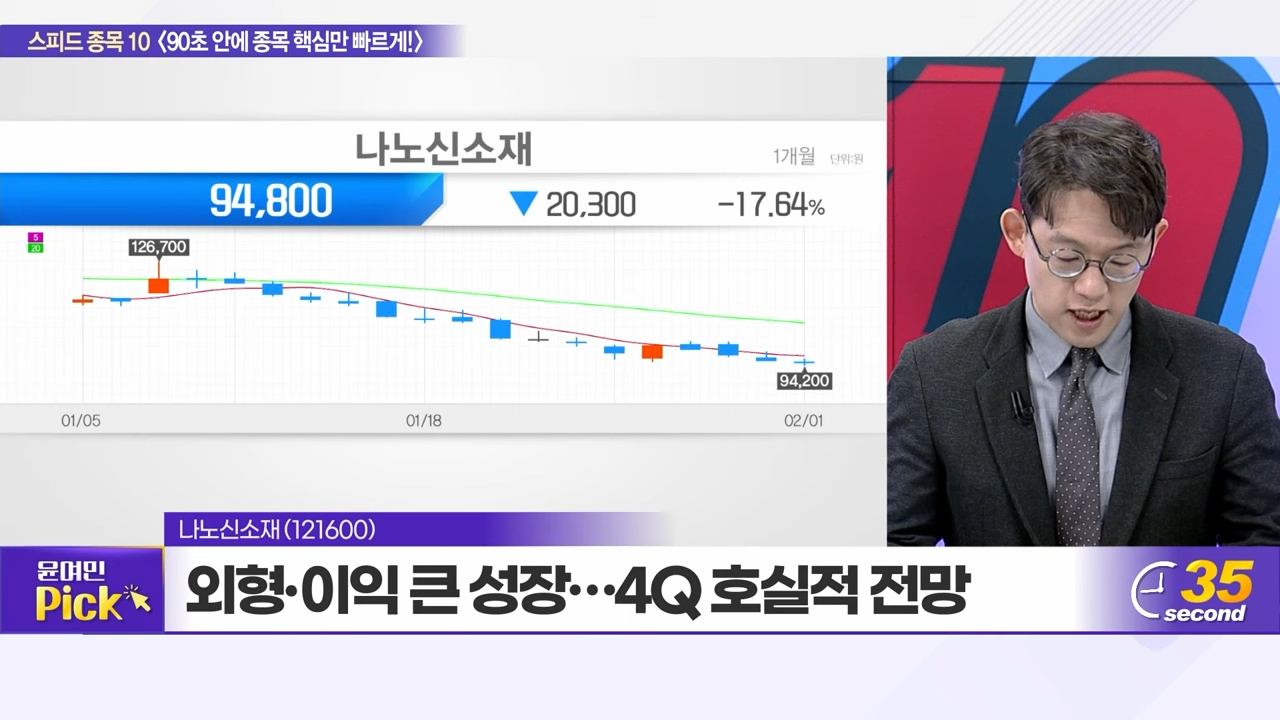 스피드 종목 10 〈90초 안에 종목 핵심만 빠르게!〉
나노신소재
1개월 단위:원
94,800 ▼ 20,300 -17.64%
5
20
126,700
94,200
01/05 01/18 02/01
나노신소재(121600)
윤여민
Pick
외형·이익 큰 성장…4Q 호실적 전망
35
second